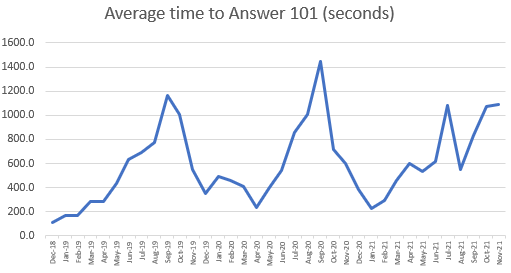 Average time to Answer 101 (seconds)
1600.0
1400.0
1200.0
1000.0
800.0
600.0
400.0
200.0
0.0
Dec-18
Jan-19
Feb-19
Mar-19
Apr-19
May-19
Jun-19
Jul-19
Aug-19
Sep-19
Oct-19
Nov-19
Dec-19
Jan-20
Feb-20
Mar-20
Apr-20
May-20
Jun-20
Jul-20
Aug-20
Sep-20
Oct-20
Nov-20
Dec-20
Jan-21
Feb-21
Mar-21
Apr-21
May-21
Jun-21
Jul-21
Aug-21
Sep-21
Oct-21
Nov-21